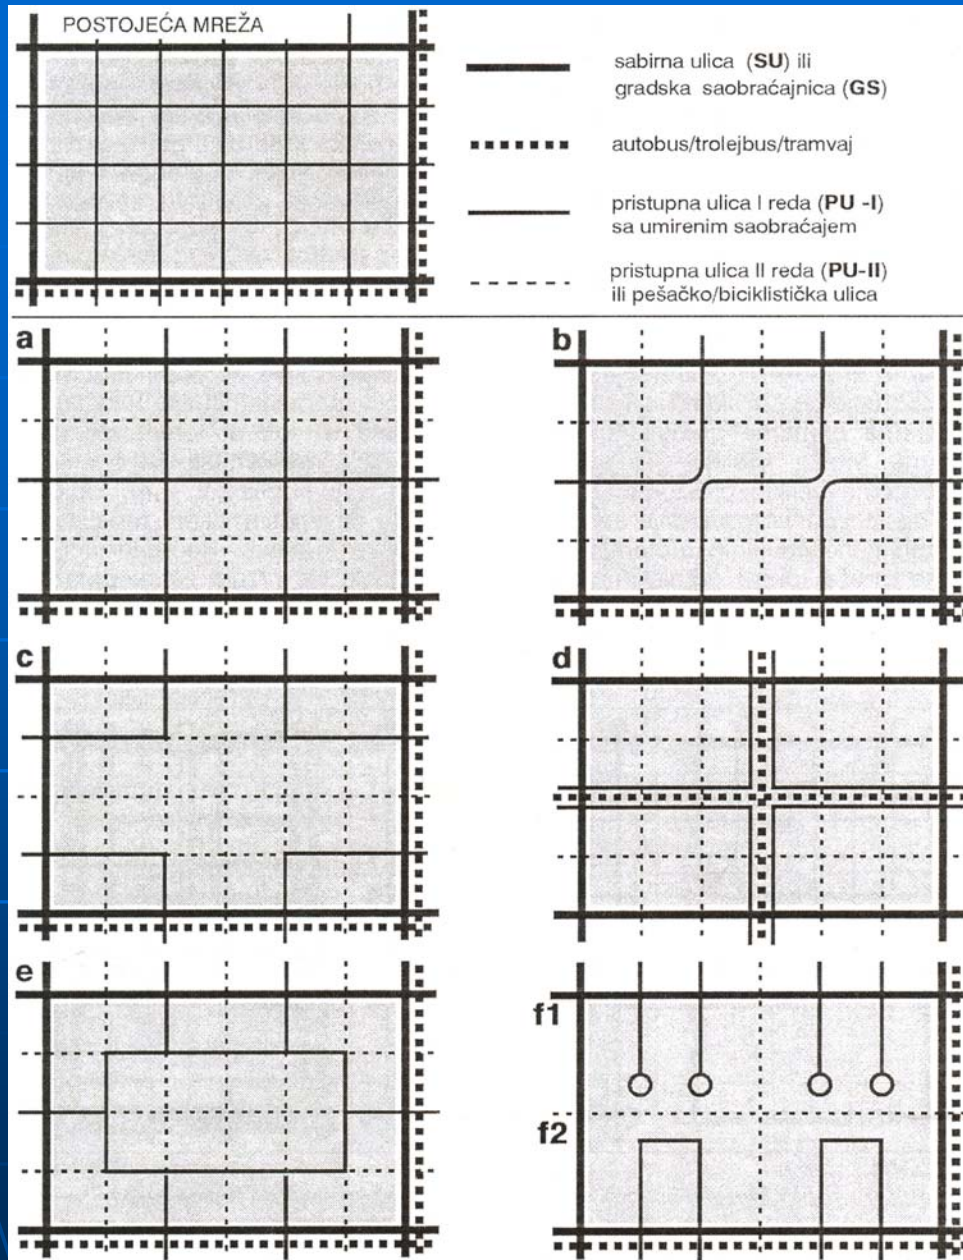 POSTOJEĆA MREŽA
sabirna ulica (SU) ili
gradska saobraćajnica (GS)
autobus/trolejbus/tramvaj
pristupna ulica I reda (PU -I)
sa umirenim saobraćajem
pristupna ulica II reda (PU-II)
ili pešačko/biciklistička ulica
a
b
c
d
e
f1
f2